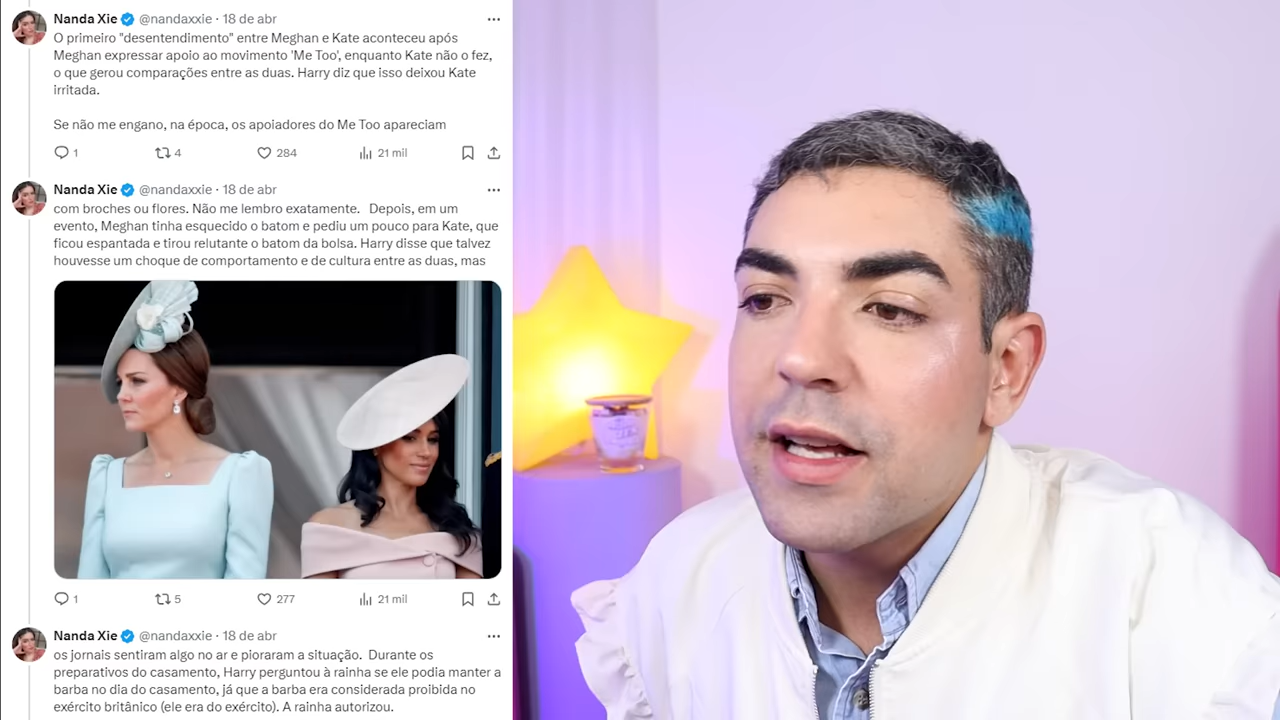 Nanda Xie @nandaxxie · 18 de abr
O primeiro "desentendimento" entre Meghan e Kate aconteceu após
Meghan expressar apoio ao movimento 'Me Too', enquanto Kate não o fez,
o que gerou comparações entre as duas. Harry diz que isso deixou Kate
irritada.
Se não me engano, na época, os apoiadores do Me Too apareciam
1 4 284 21 mil
Nanda Xie @nandaxxie · 18 de abr
com broches ou flores. Não me lembro exatamente. Depois, em um
evento, Meghan tinha esquecido o batom e pediu um pouco para Kate, que
ficou espantada e tirou relutante o batom da bolsa. Harry disse que talvez
houvesse um choque de comportamento e de cultura entre as duas, mas
1 5 277 21 mil
Nanda Xie @nandaxxie · 18 de abr
os jornais sentiram algo no ar e pioraram a situação. Durante os
preparativos do casamento, Harry perguntou à rainha se ele podia manter a
barba no dia do casamento, já que a barba era considerada proibida no
exército britânico (ele era do exército). A rainha autorizou.